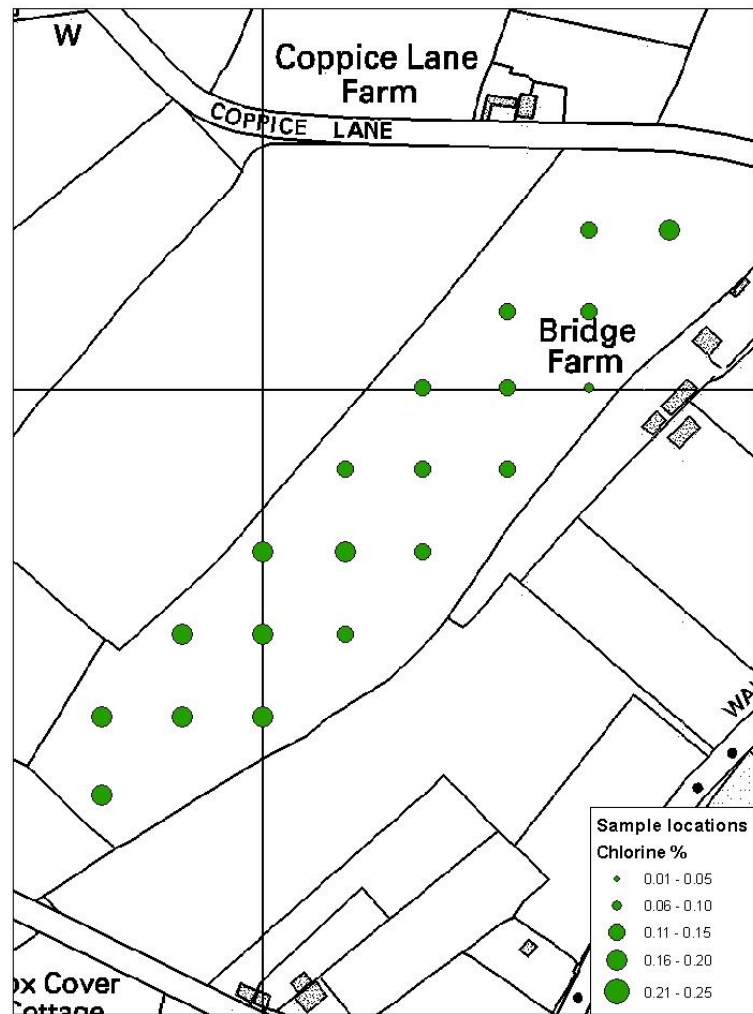 W
Coppice Lane
Farm
COPPICE LANE
Bridge
Farm
WA
Sample locations
Chlorine %
0.01 - 0.05
0.06 - 0.10
0.11 - 0.15
0.16 - 0.20
0.21 - 0.25
ox Cover
Cottage